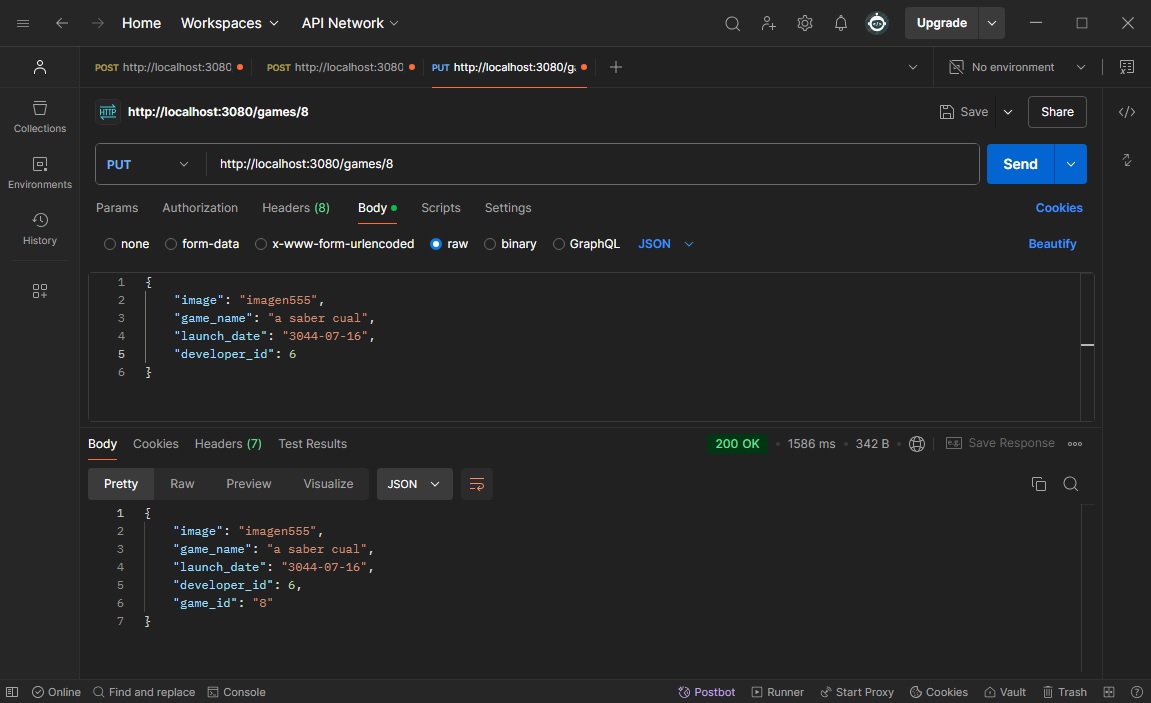 Home Workspaces API Network Upgrade
POST http://localhost:3080 POST http://localhost:3080 PUT http://localhost:3080/g. No environment
HTTP http://localhost:3080/games/8 Save Share
Collections
PUT http://localhost:3080/games/8 Send
Environments
Params Authorization Headers (8) Body Scripts Settings Cookies
History
none form-data x-www-form-urlencoded raw binary GraphQL JSON Beautify
1 {
2 "image": "imagen555",
3 "game_name": "a saber cual",
4 "launch_date": "3044-07-16",
5 "developer_id": 6
6 }
Body Cookies Headers (7) Test Results 200 OK 1586 ms 342 B e.g. Save Response
Pretty Raw Preview Visualize JSON
1 {
2 "image": "imagen555",
3 "game_name": "a saber cual",
4 "launch_date": "3044-07-16",
5 "developer_id": 6,
6 "game_id": "8"
7 }
Online Find and replace Console Postbot Runner Start Proxy Cookies Vault Trash